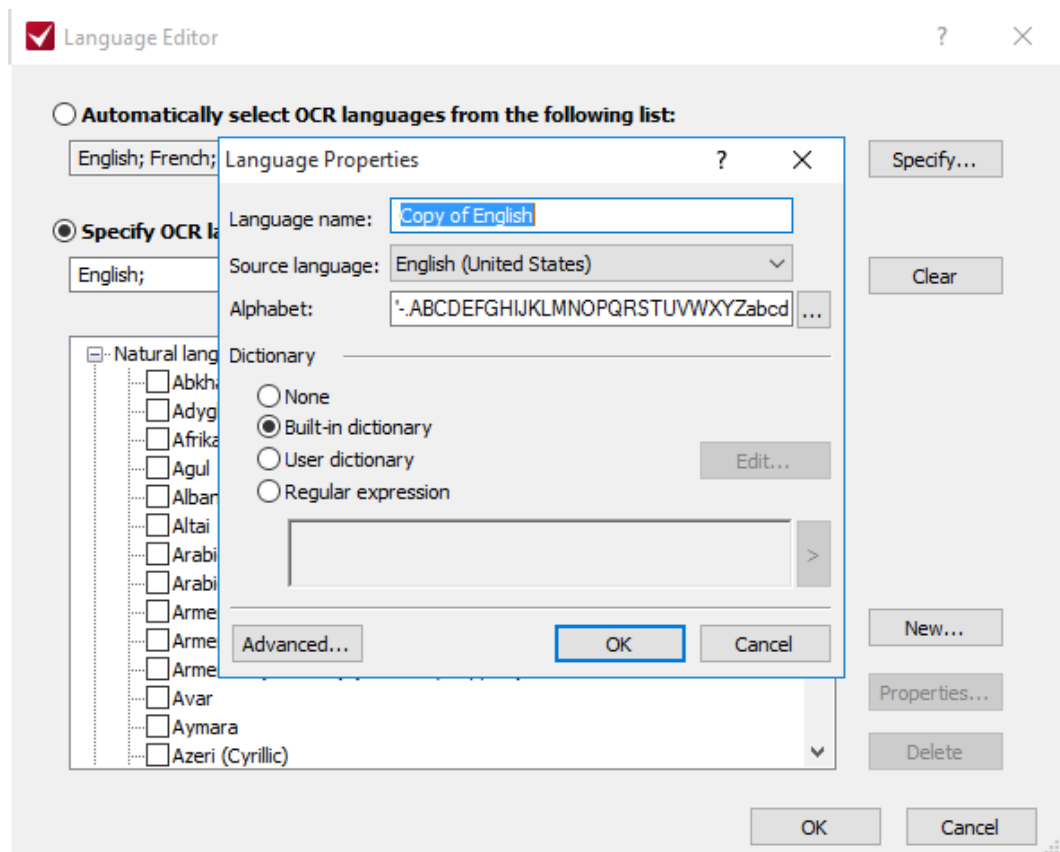 Language Editor
?
Automatically select OCR languages from the following list:
English; French;
Specify...
Specify OCR
English;
Clear
Natural lang
Abkh
Adyg
Afrika
Agul
Alban
Altai
Arabi
Arabi
Arme
Arme
Arme
Avar
Aymara
Azeri (Cyrillic)
New...
Properties...
Delete
OK
Cancel
Language Properties
?
Language name:
Copy of English
Source language:
English (United States)
Alphabet:
'-.ABCDEFGHIJKLMNOPQRSTUVWXYZabcd
...
Dictionary
None
Built-in dictionary
User dictionary
Edit...
Regular expression
>
Advanced...
OK
Cancel